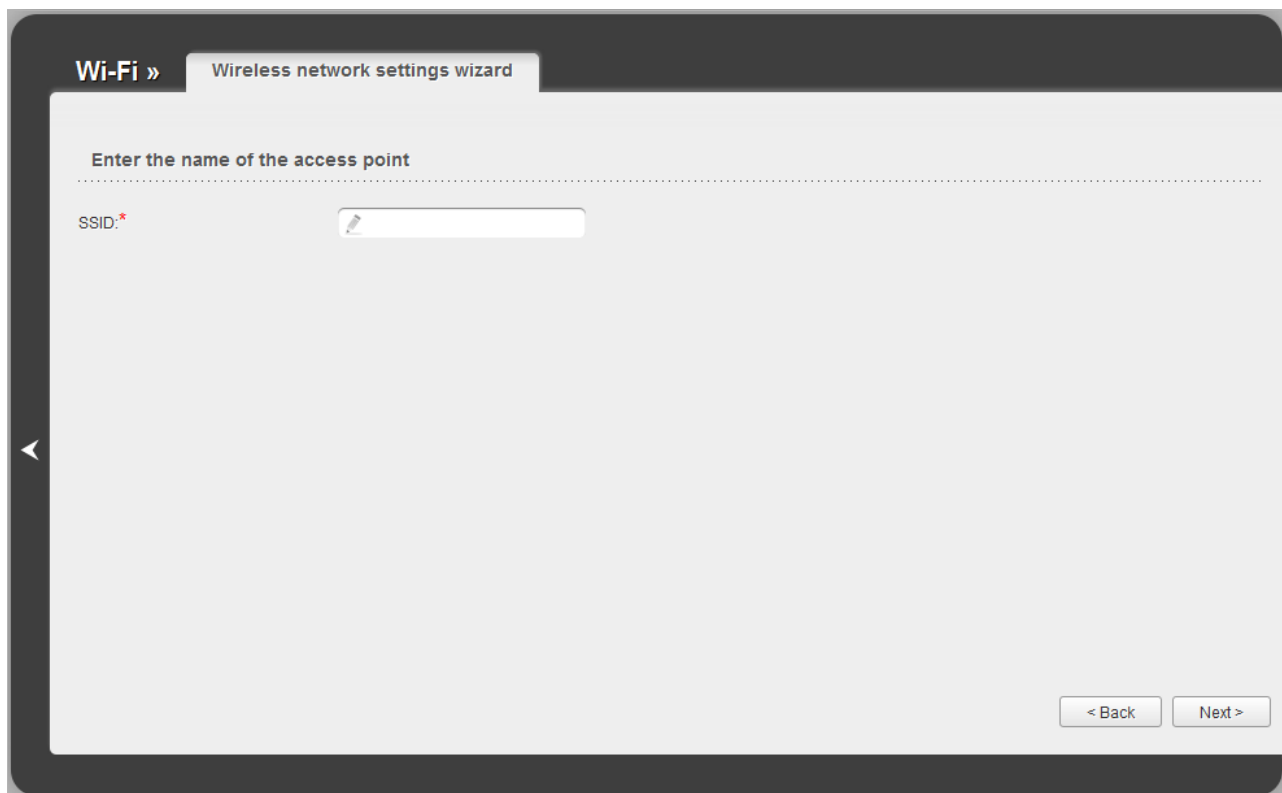 Wi-Fi »
Wireless network settings wizard
Enter the name of the access point
SSID:*
< Back
Next >